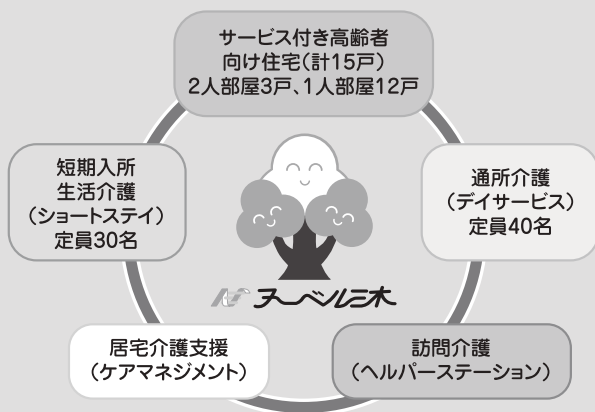 サービス付き高齢者
向け住宅（計15戸）
2人部屋3戸、1人部屋12戸
短期入所
生活介護
（ショートステイ）
定員30名
通所介護
（デイサービス）
定員40名
ヌーベル三木
居宅介護支援
（ケアマネジメント）
訪問介護
（ヘルパーステーション）